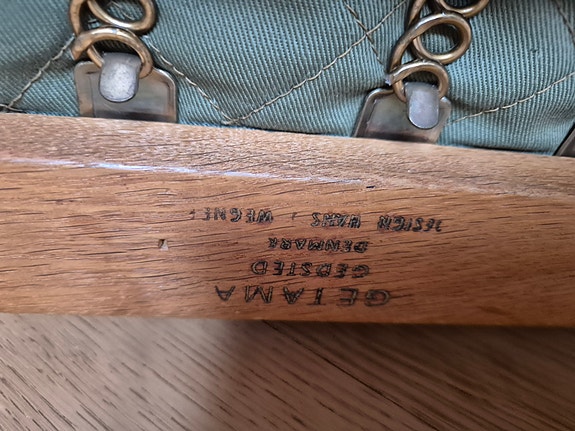 GETAMA
GEDSTED
DENMARK
DESIGN HANS WEGNER